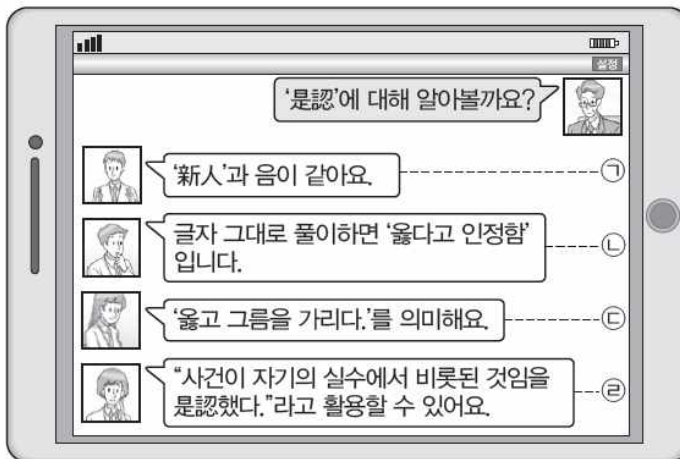 설정
‘是認’에 대해 알아볼까요?
‘新人’과 음이 같아요.
㉠
글자 그대로 풀이하면 ‘옳다고 인정함’
입니다.
㉡
‘옳고 그름을 가리다.’를 의미해요.
㉢
“사건이 자기의 실수에서 비롯된 것임을
是認했다.”라고 활용할 수 있어요.
㉣